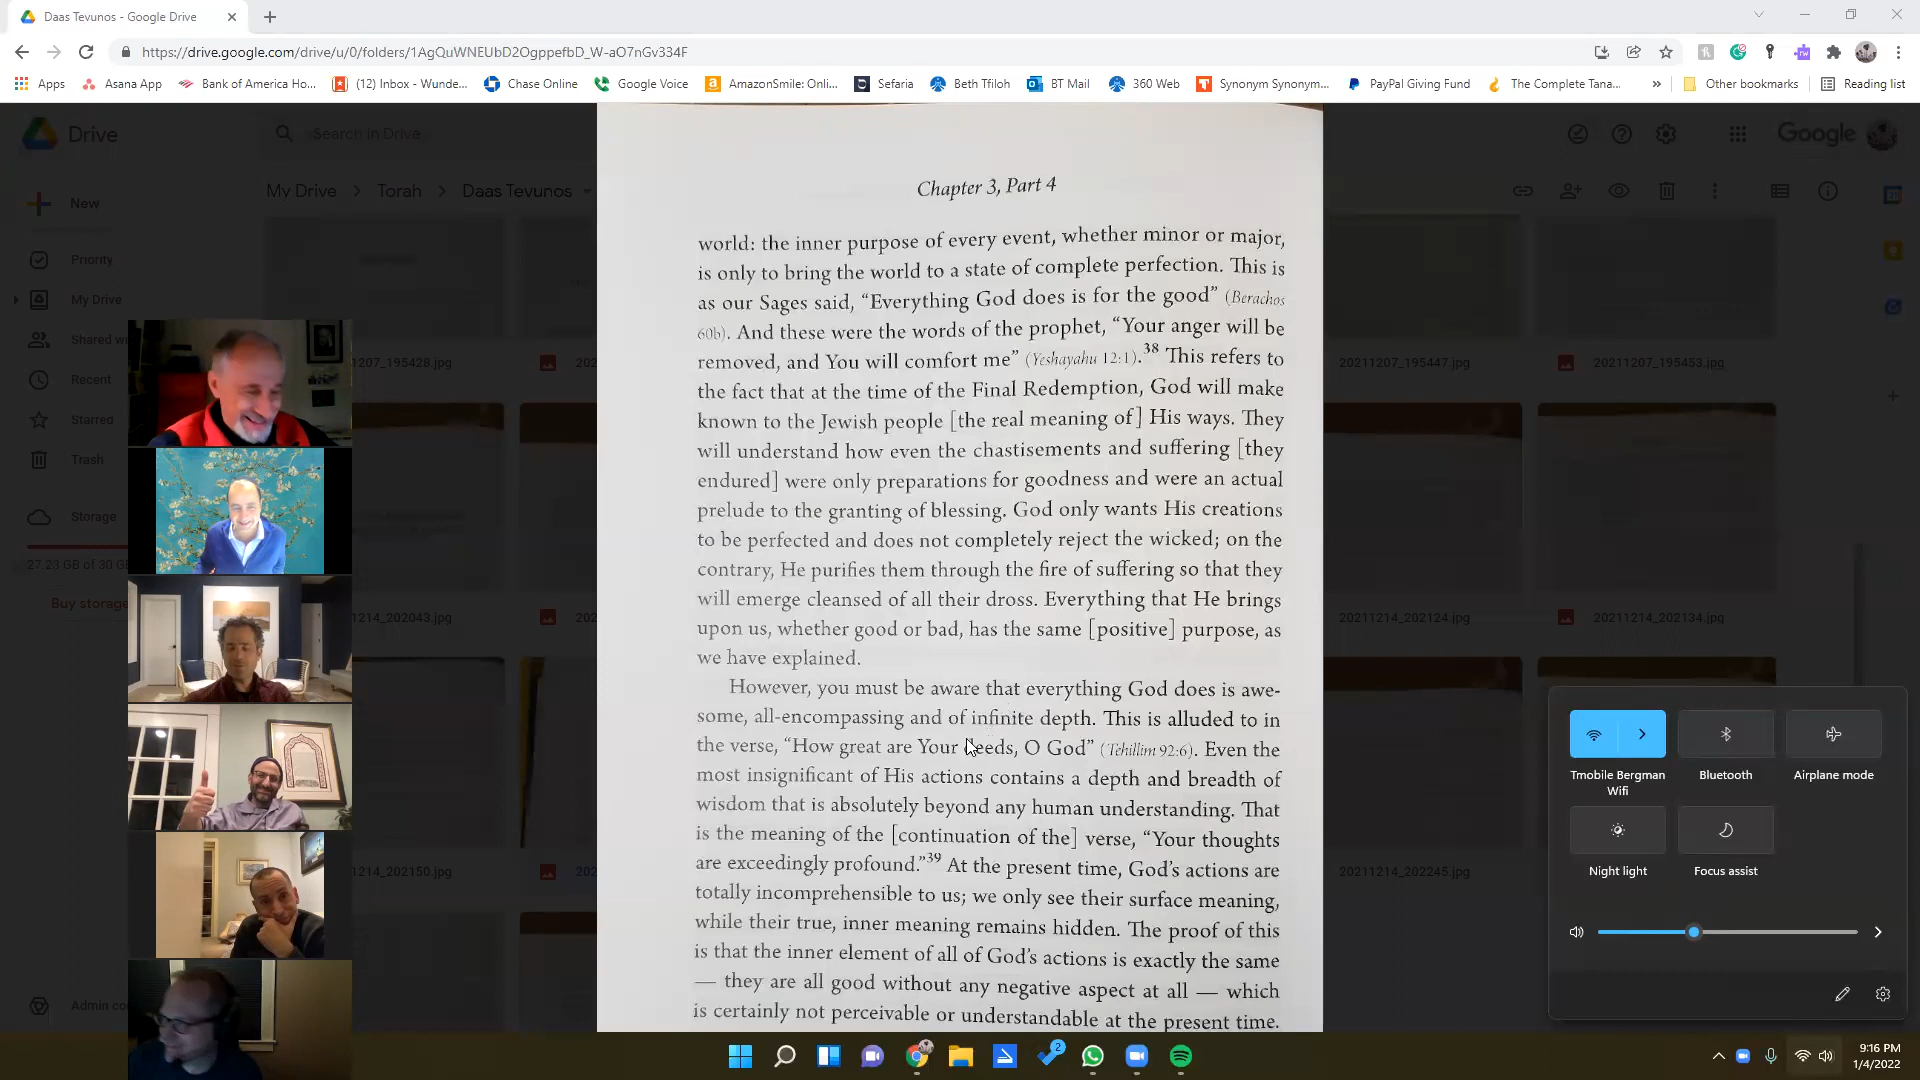 Daas Tevunos - Google Drive
https://drive.google.com/drive/u/0/folders/1AgQuWNEUbD2OgppefbD_W-aO7nGv334F
Apps
Asana App
Bank of America Ho...
(12) Inbox - Wunde...
Chase Online
Google Voice
AmazonSmile: Onli...
Sefaria
Beth Tfiloh
BT Mail
360 Web
Synonym Synonym...
PayPal Giving Fund
The Complete Tana...
Other bookmarks
Reading list
Drive
Search in Drive
Google
My Drive
Torah
Daas Tevunos
New
Priority
My Drive
Shared w
Recent
Starred
Trash
Storage
27.23 GB of 30
Buy storage
Admin co
1207_195428.jpg
202
20211207_195447.jpg
20211207_195453.jpg
1214_202043.jpg
202
20211214_202124.jpg
20211214_202134.jpg
1214_202150.jpg
202
20211214_202245.jpg
Chapter 3, Part 4
world: the inner purpose of every event, whether minor or major,
is only to bring the world to a state of complete perfection. This is
as our Sages said, “Everything God does is for the good” (Berachos
60b). And these were the words of the prophet, “Your anger will be
removed, and You will comfort me” (Yeshayahu 12:1).38 This refers to
the fact that at the time of the Final Redemption, God will make
known to the Jewish people [the real meaning of] His ways. They
will understand how even the chastisements and suffering [they
endured] were only preparations for goodness and were an actual
prelude to the granting of blessing. God only wants His creations
to be perfected and does not completely reject the wicked; on the
contrary, He purifies them through the fire of suffering so that they
will emerge cleansed of all their dross. Everything that He brings
upon us, whether good or bad, has the same [positive] purpose, as
we have explained.
However, you must be aware that everything God does is awe-
some, all-encompassing and of infinite depth. This is alluded to in
the verse, “How great are Your deeds, O God” (Tehillim 92:6). Even the
most insignificant of His actions contains a depth and breadth of
wisdom that is absolutely beyond any human understanding. That
is the meaning of the [continuation of the] verse, “Your thoughts
are exceedingly profound.”39 At the present time, God’s actions are
totally incomprehensible to us; we only see their surface meaning,
while their true, inner meaning remains hidden. The proof of this
is that the inner element of all of God’s actions is exactly the same
— they are all good without any negative aspect at all — which
is certainly not perceivable or understandable at the present time.
Tmobile Bergman
Wifi
Bluetooth
Airplane mode
Night light
Focus assist
2
9:16 PM
1/4/2022